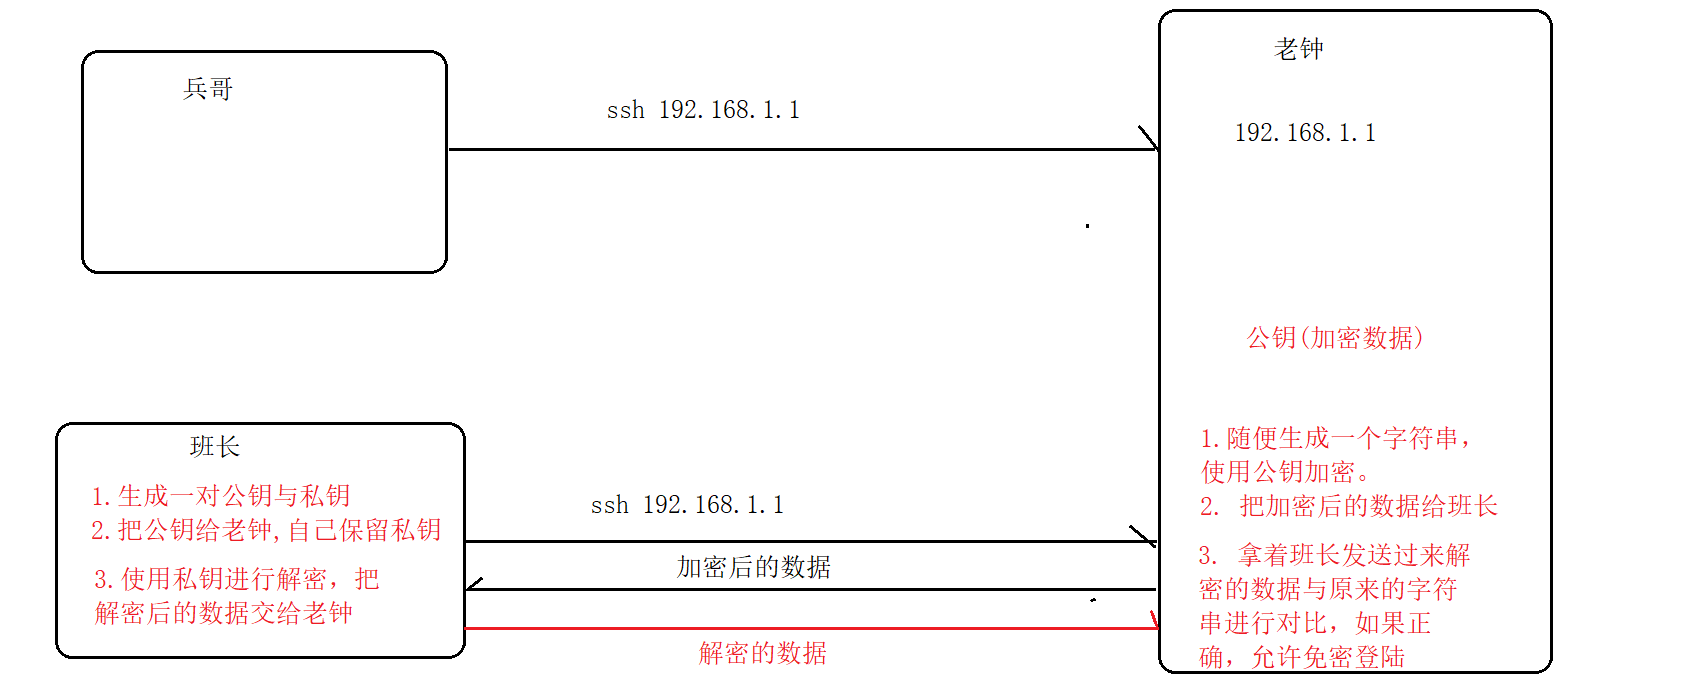 兵哥
ssh 192.168.1.1
老钟
192.168.1.1
公钥(加密数据)
班长
1.生成一对公钥与私钥
2.把公钥给老钟,自己保留私钥
3.使用私钥进行解密，把
解密后的数据交给老钟
ssh 192.168.1.1
加密后的数据
解密的数据
1.随便生成一个字符串，
使用公钥加密。
2. 把加密后的数据给班长
3. 拿着班长发送过来解
密的数据与原来的字符
串进行对比，如果正
确，允许免密登陆